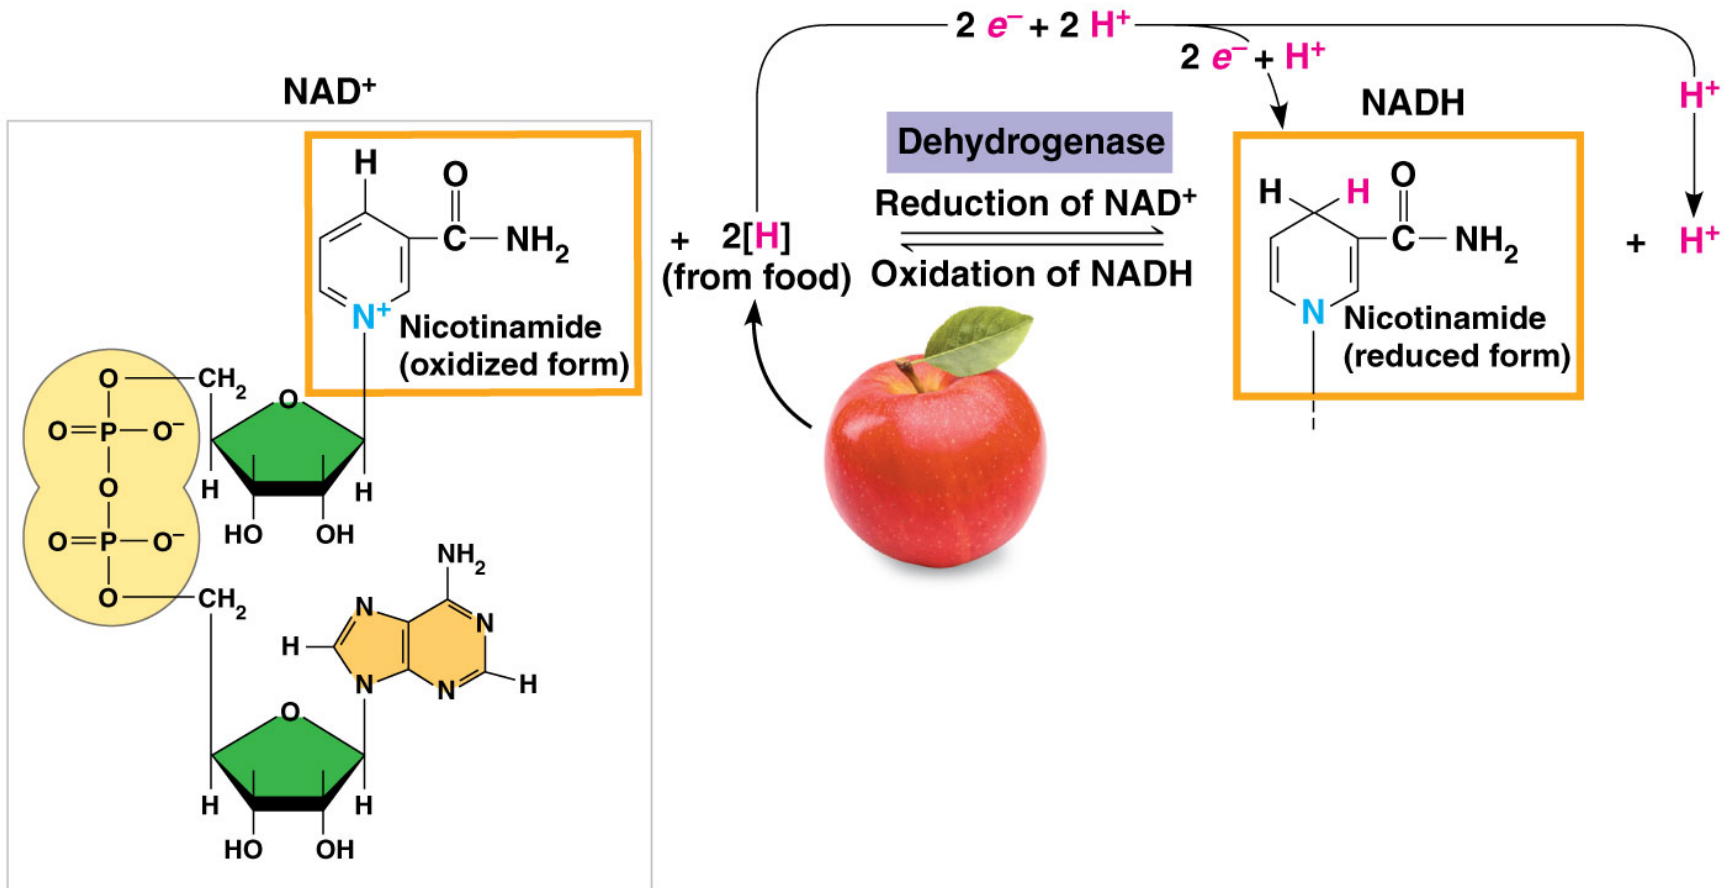 2 e⁻ + 2 H⁺
2 e⁻ + H⁺
NAD⁺
NADH
H⁺
Dehydrogenase
Reduction of NAD⁺
Oxidation of NADH
H
O
C
NH₂
N⁺
Nicotinamide
(oxidized form)
+ 2[H]
(from food)
H
H
O
C
NH₂
N
Nicotinamide
(reduced form)
+ H⁺
O
CH₂
O
O=P—O⁻
H
H
O
HO
OH
O=P—O⁻
O
CH₂
NH₂
N
N
H
N
N
H
O
H
H
HO
OH